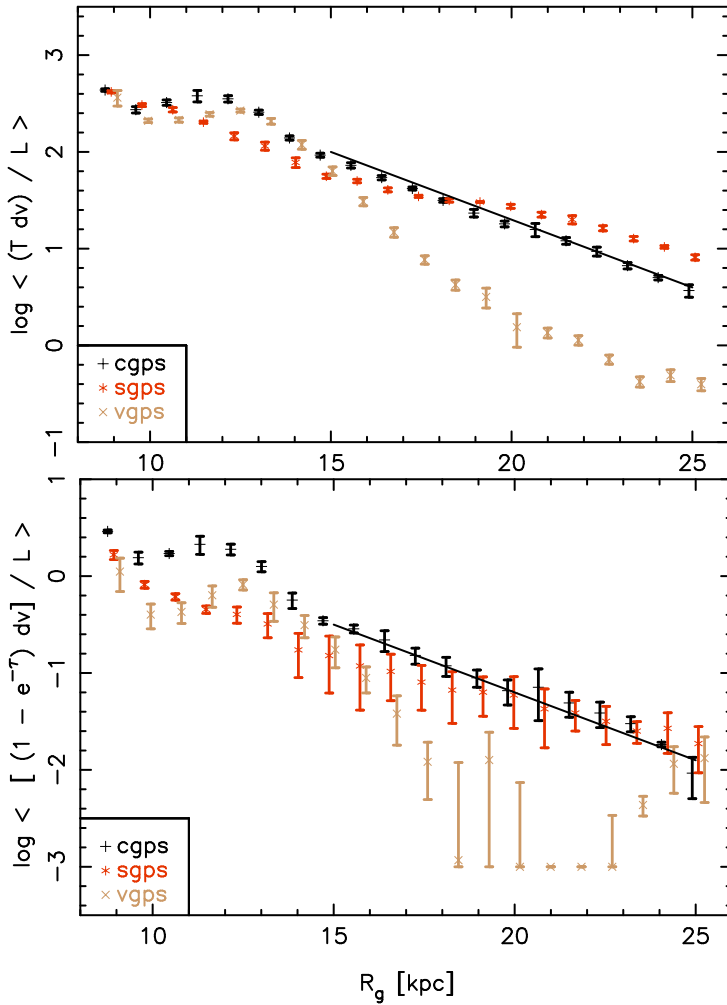 log < (T dv) / L >
3
2
1
0
−1
+ cgps
* sgps
× vgps
10 15 20 25
log < [ (1 − e^−τ) dv] / L >
1
0
−1
−2
−3
+ cgps
* sgps
× vgps
10 15 20 25
R_g [kpc]